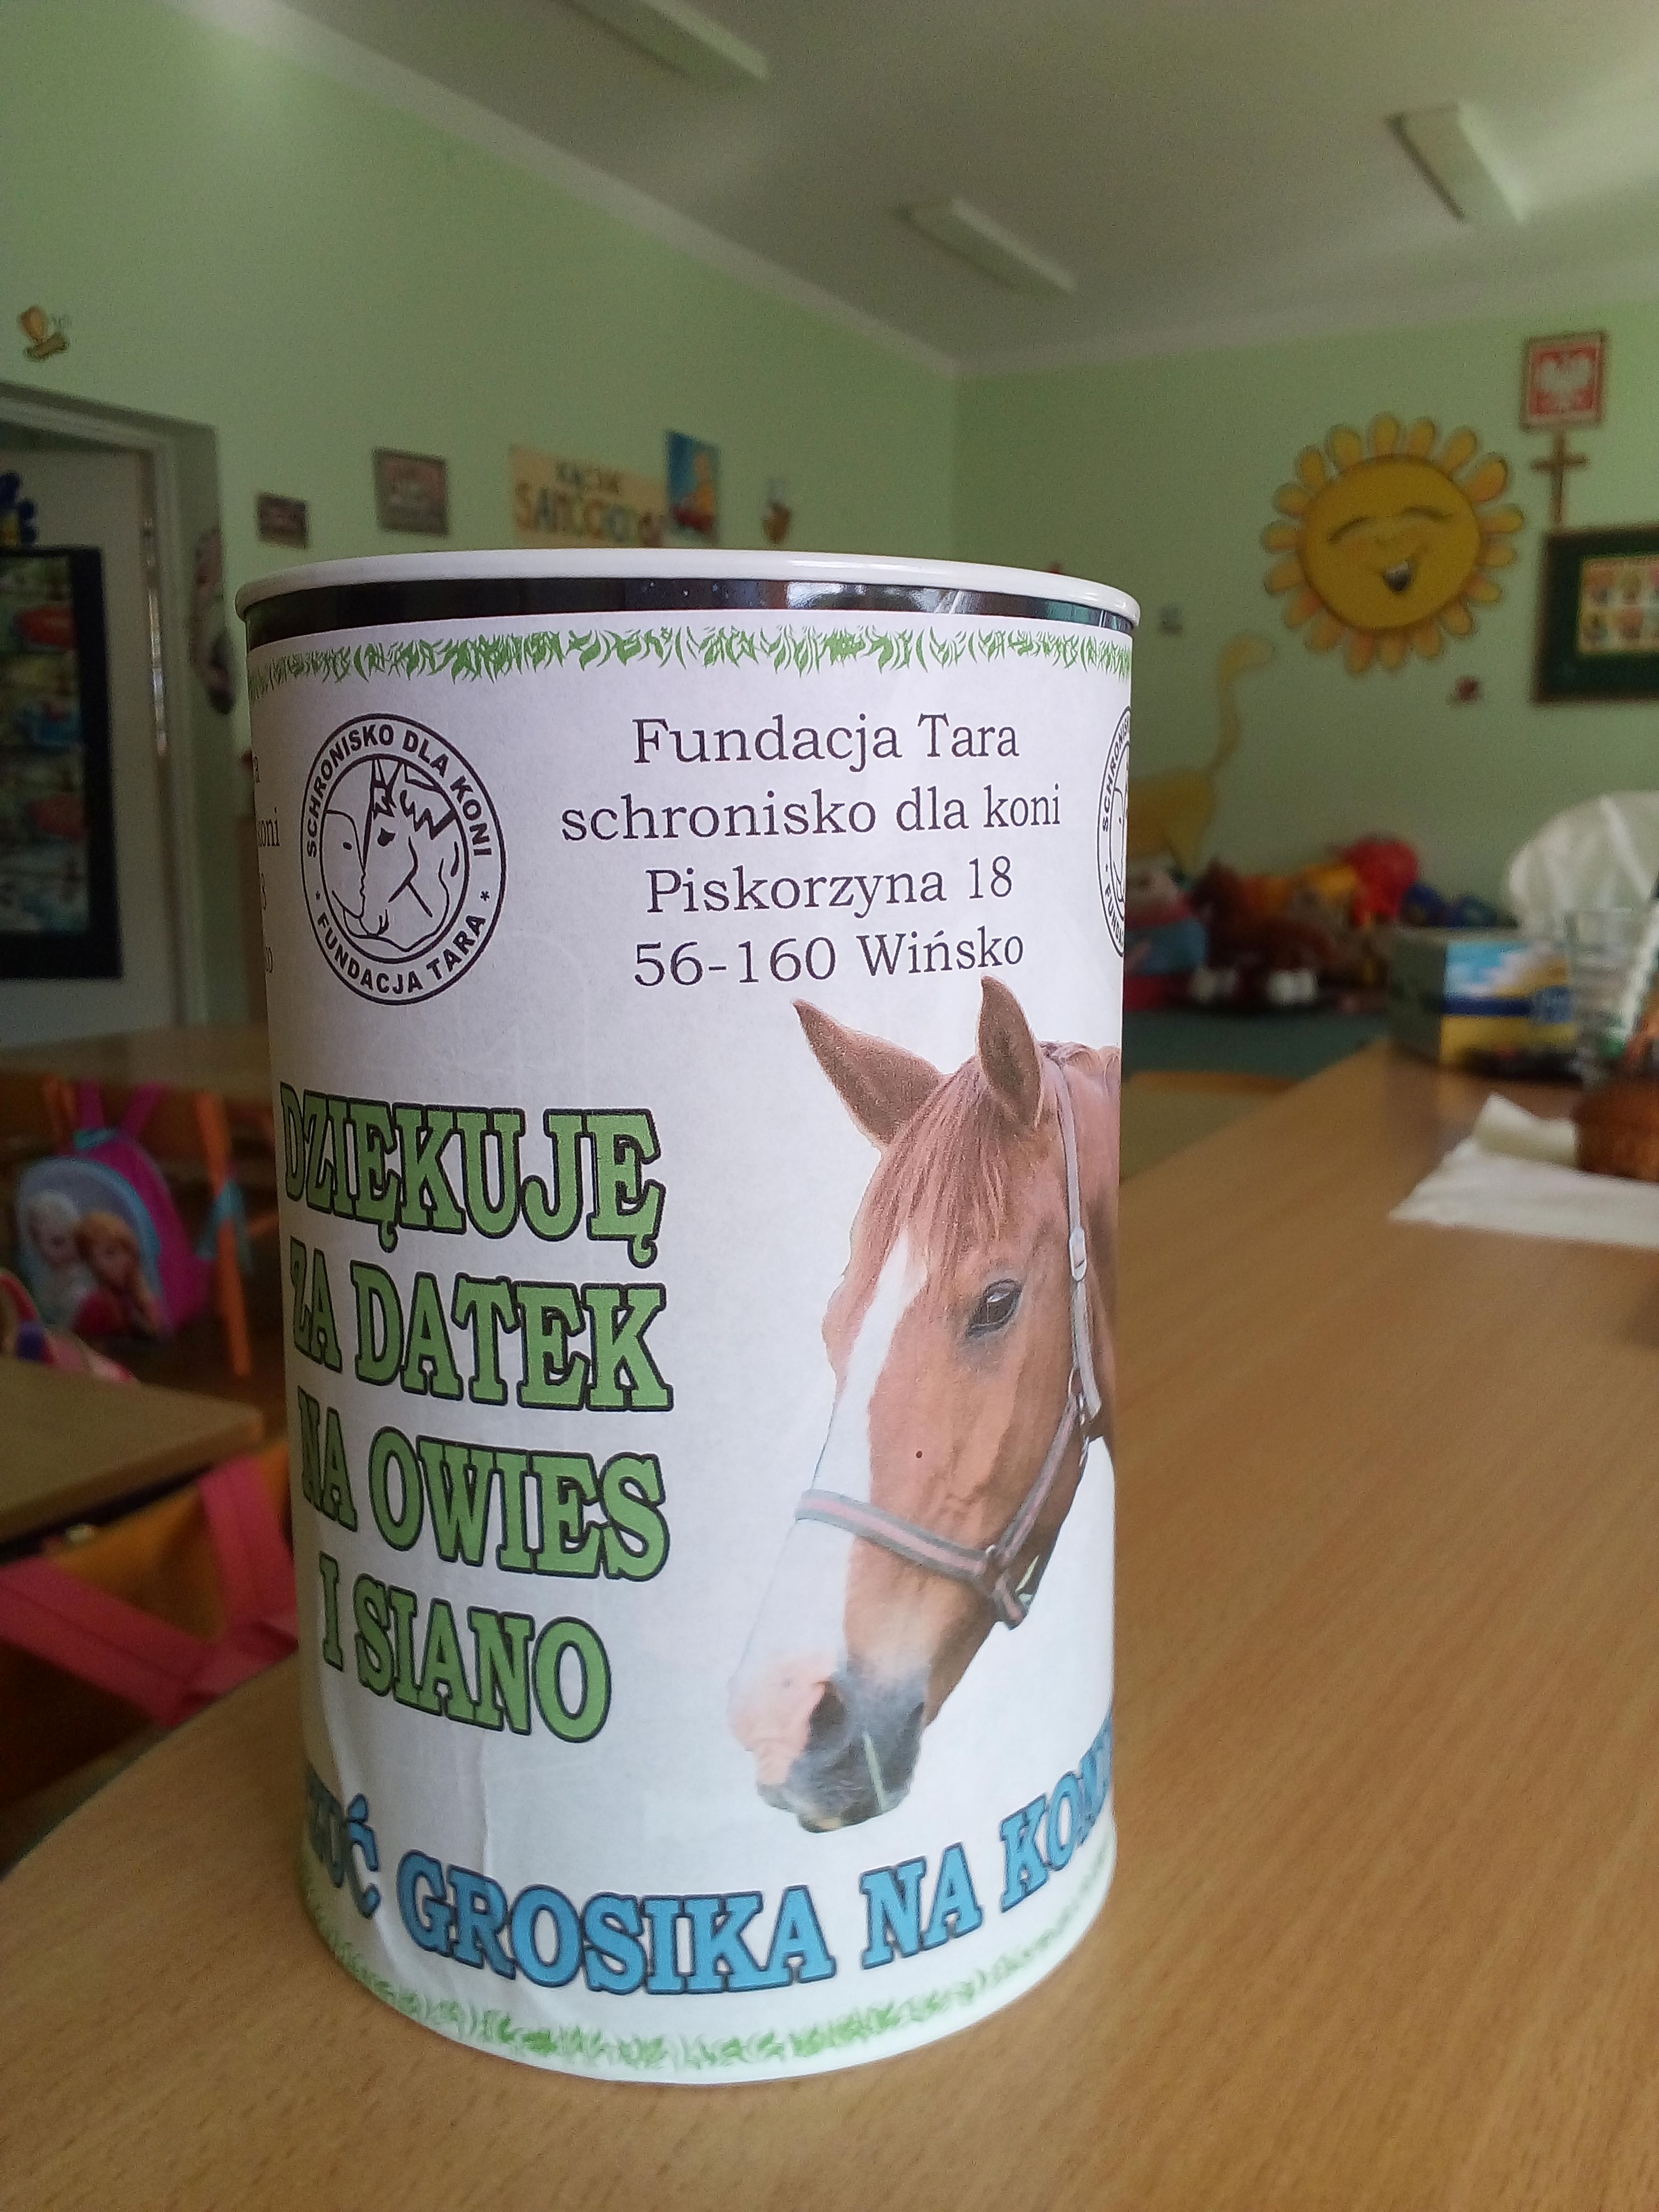 KĄCIK
SCHRONISKO DLA KONI
* FUNDACJA TARA *
Fundacja Tara
schronisko dla koni
Piskorzyna 18
56-160 Wińsko
DZIĘKUJĘ
ZA DATEK
NA OWIES
I SIANO
GROSIKA NA